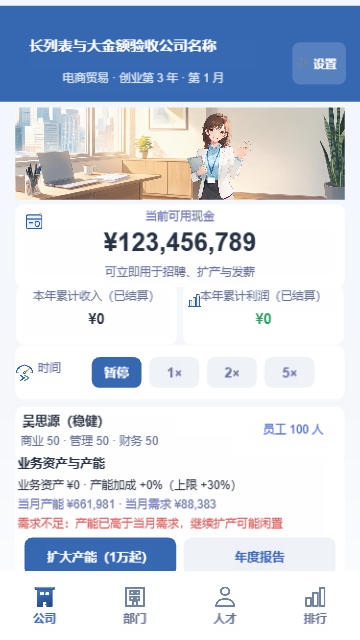 长列表与大金额验收公司名称
电商贸易 · 创业第 3 年 · 第 1 月
设置
当前可用现金
¥123,456,789
可立即用于招聘、扩产与发薪
本年累计收入（已结算）
¥0
本年累计利润（已结算）
¥0
时间
暂停
1×
2×
5×
吴思源（稳健）
员工 100 人
商业 50 · 管理 50 · 财务 50
业务资产与产能
业务资产 ¥0 · 产能加成 +0%（上限 +30%）
当月产能 ¥661,981 · 当月需求 ¥88,383
需求不足：产能已高于当月需求，继续扩产可能闲置
扩大产能（1万起）
年度报告
公司
部门
人才
排行